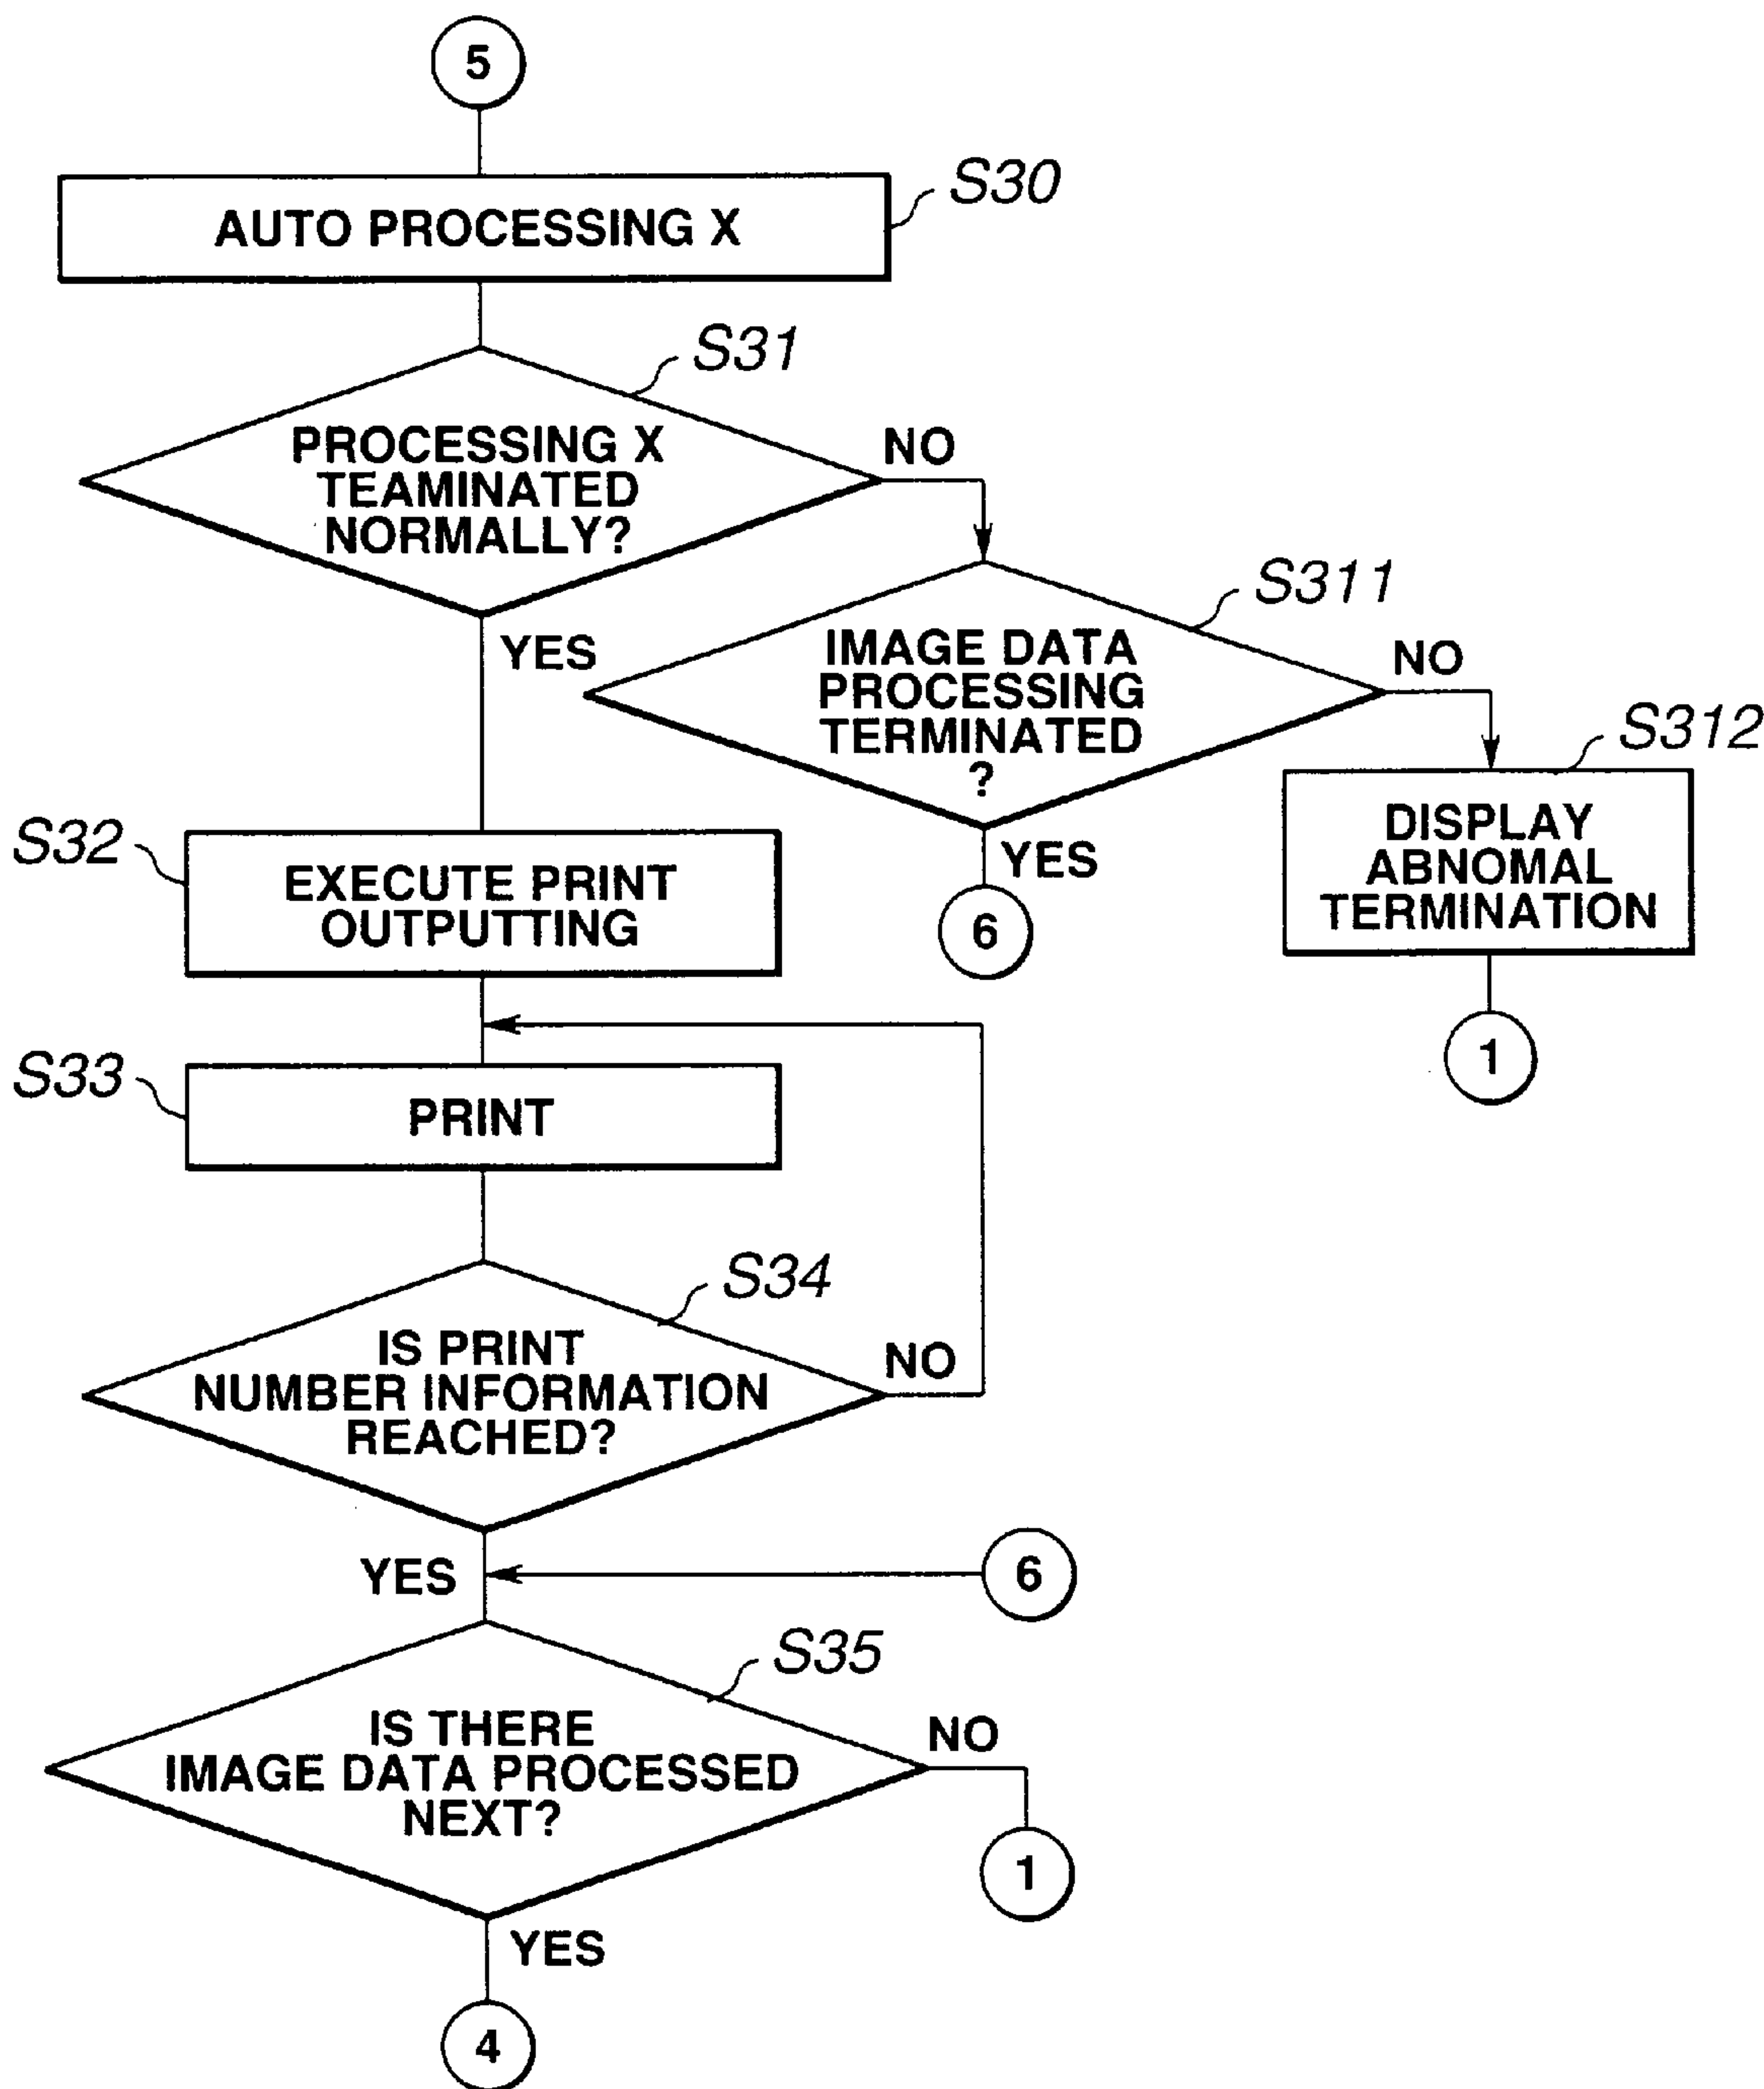 5
S30
AUTO PROCESSING X
S31
PROCESSING X
TEAMINATED
NORMALLY?
NO
YES
S311
IMAGE DATA
PROCESSING
TERMINATED
?
NO
YES
6
S312
DISPLAY
ABNOMAL
TERMINATION
1
S32
EXECUTE PRINT
OUTPUTTING
S33
PRINT
S34
IS PRINT
NUMBER INFORMATION
REACHED?
NO
YES
6
S35
IS THERE
IMAGE DATA PROCESSED
NEXT?
NO
1
YES
4